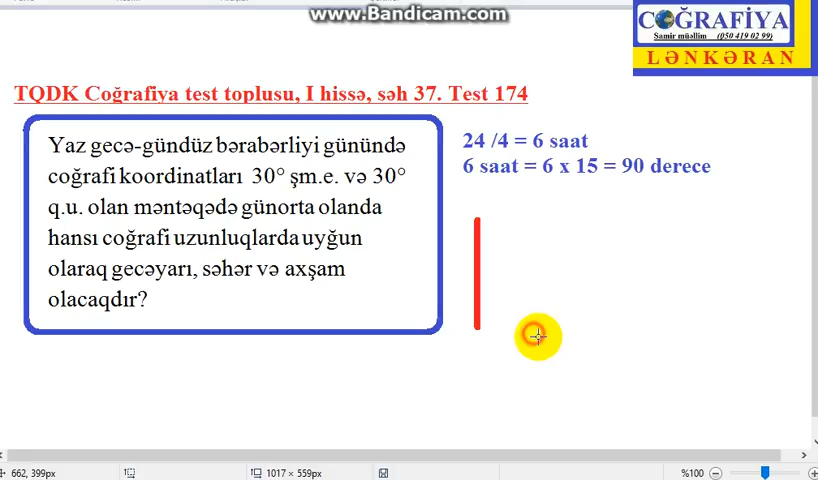 www.Bandicam.com
COĞRAFİYA
Samir müəllim (050 419 02 99)
LƏNKƏRAN
TQDK Coğrafiya test toplusu, I hissə, səh 37. Test 174
Yaz gecə-gündüz bərabərliyi günündə
coğrafi koordinatları 30° şm.e. və 30°
q.u. olan məntəqədə günorta olanda
hansı coğrafi uzunluqlarda uyğun
olaraq gecəyarı, səhər və axşam
olacaqdır?
24 /4 = 6 saat
6 saat = 6 x 15 = 90 derece
662, 399px
1017 × 559px
%100